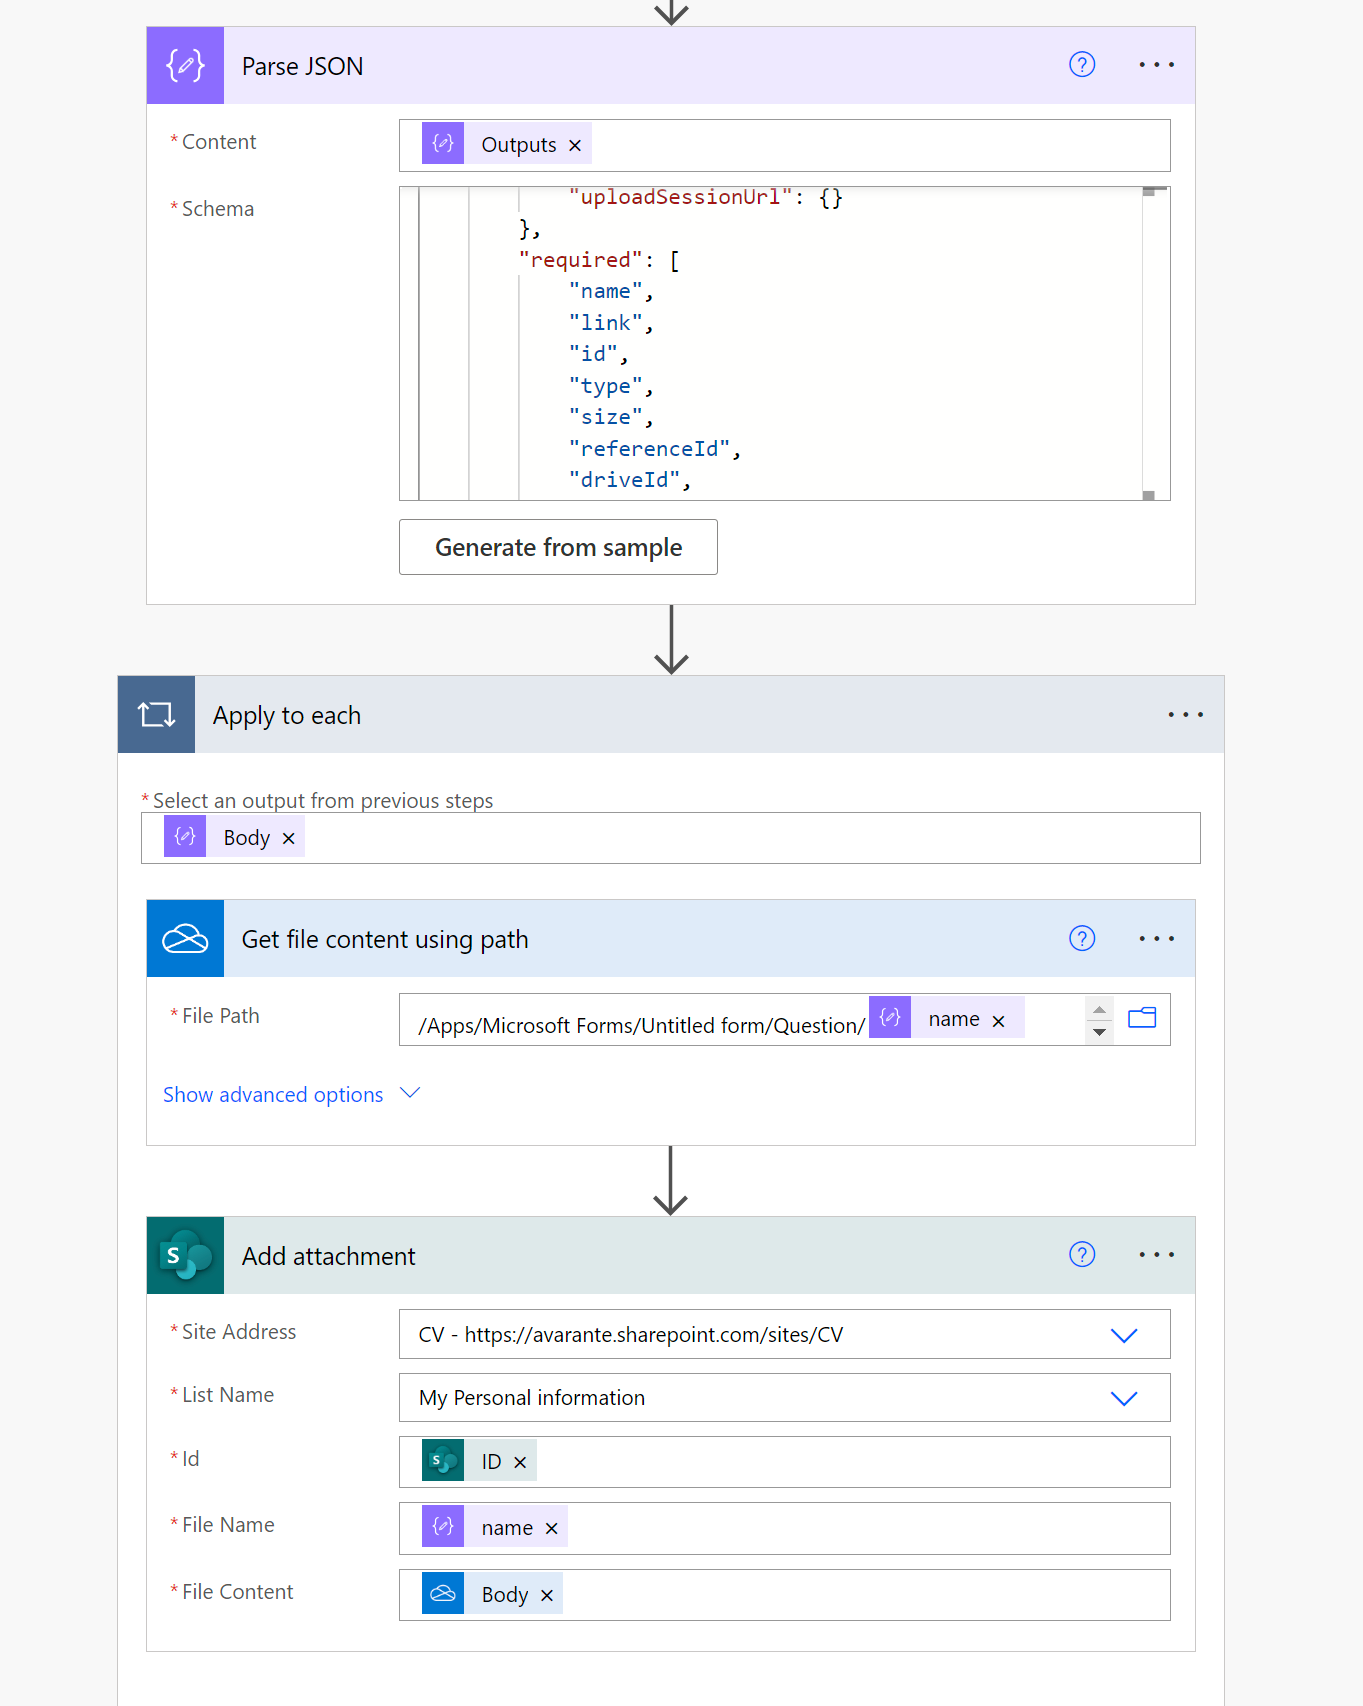 Parse JSON
* Content
Outputs ×
* Schema
"uploadSessionUrl": {}
},
"required": [
"name",
"link",
"id",
"type",
"size",
"referenceId",
"driveId",
Generate from sample
Apply to each
* Select an output from previous steps
Body ×
Get file content using path
* File Path
/Apps/Microsoft Forms/Untitled form/Question/ name ×
Show advanced options
S Add attachment
* Site Address
CV - https://avarante.sharepoint.com/sites/CV
* List Name
My Personal information
* Id
S ID ×
* File Name
name ×
* File Content
Body ×